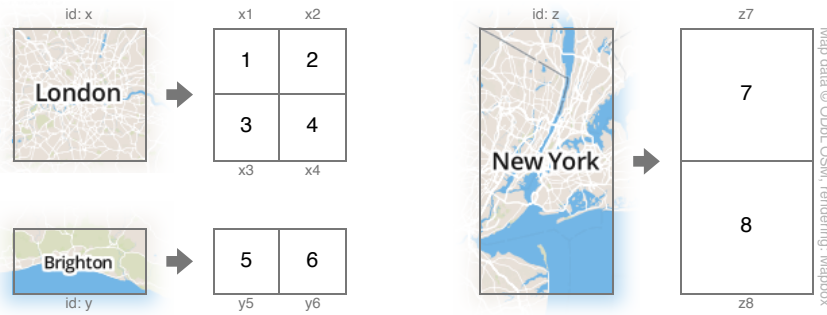 id: x
x1 x2
London
1 2
3 4
x3 x4
Brighton
5 6
id: y
y5 y6
id: z
z7
New York
7
8
z8
Map data © ODbL OSM, rendering: Mapbox